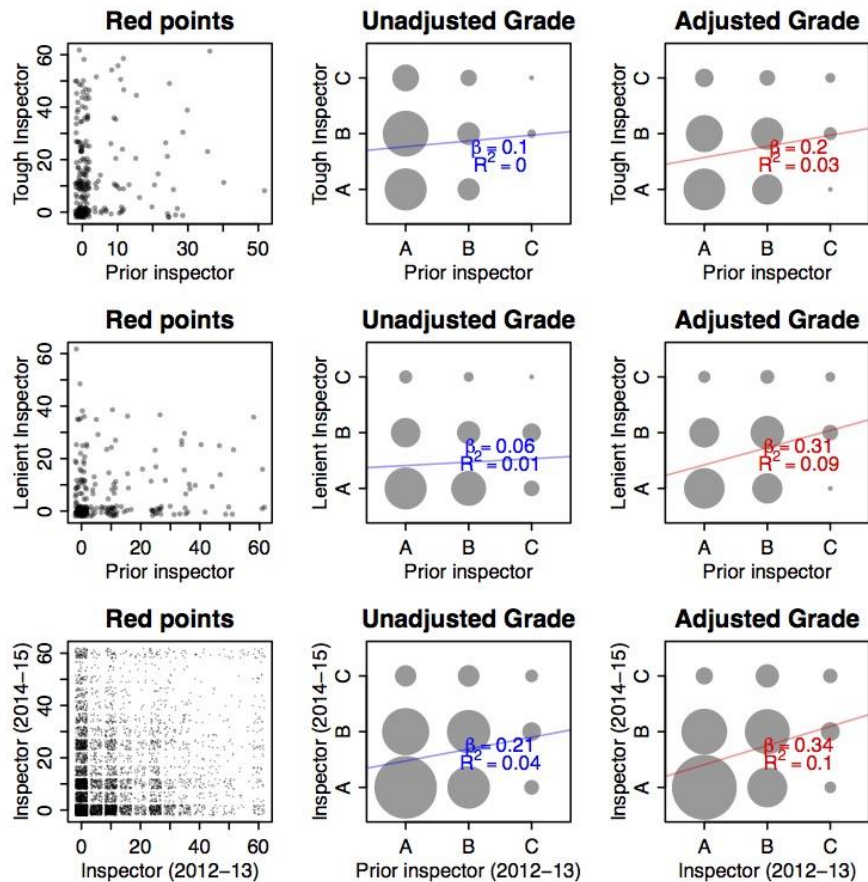 Red points
Unadjusted Grade
Adjusted Grade
Tough Inspector
0 20 40 60
0 10 30 50
Prior inspector
Tough Inspector
A B C
β = 0.1
R² = 0
A B C
Prior inspector
Tough Inspector
A B C
β = 0.2
R² = 0.03
A B C
Prior inspector
Red points
Unadjusted Grade
Adjusted Grade
Lenient Inspector
0 20 40 60
0 20 40 60
Prior inspector
Lenient Inspector
A B C
β = 0.06
R² = 0.01
A B C
Prior inspector
Lenient Inspector
A B C
β = 0.31
R² = 0.09
A B C
Prior inspector
Red points
Unadjusted Grade
Adjusted Grade
Inspector (2014–15)
0 20 40 60
0 20 40 60
Inspector (2012–13)
Inspector (2014–15)
A B C
β = 0.21
R² = 0.04
A B C
Prior inspector (2012–13)
Inspector (2014–15)
A B C
β = 0.34
R² = 0.1
A B C
Inspector (2012–13)